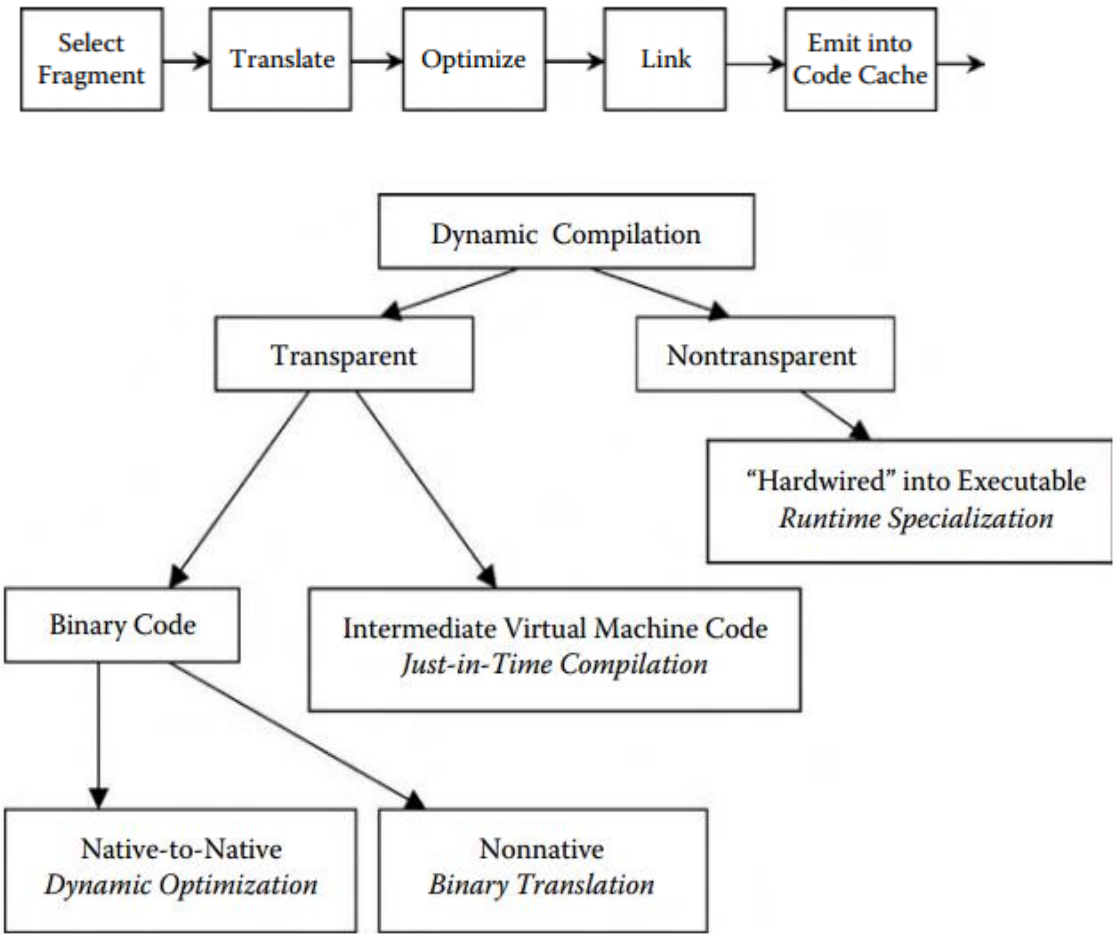 Select
Fragment
Translate
Optimize
Link
Emit into
Code Cache
Dynamic Compilation
Transparent
Nontransparent
“Hardwired” into Executable
Runtime Specialization
Binary Code
Intermediate Virtual Machine Code
Just-in-Time Compilation
Native-to-Native
Dynamic Optimization
Nonnative
Binary Translation